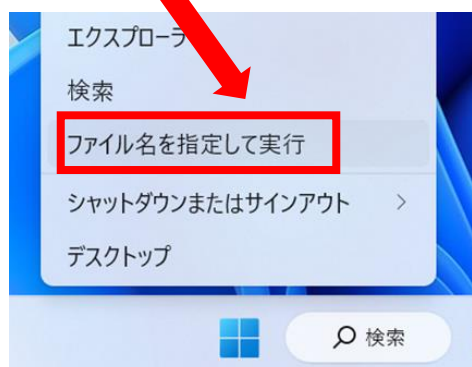 エクスプローラ
検索
ファイル名を指定して実行
シャットダウンまたはサインアウト
デスクトップ
検索